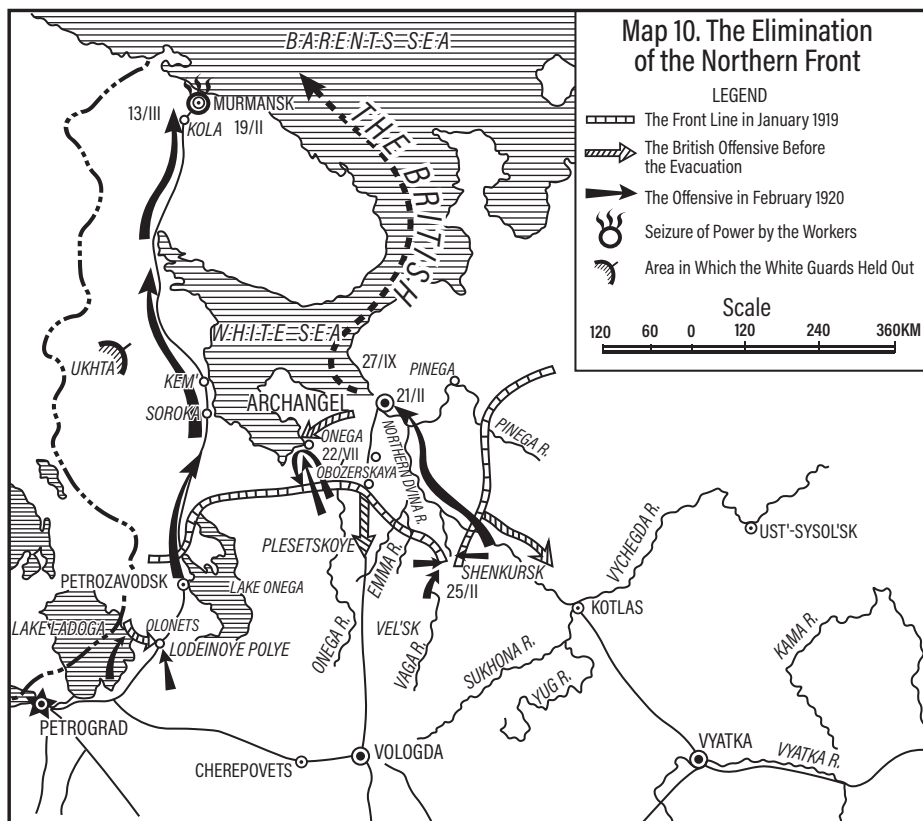 BARENTS SEA
Map 10. The Elimination
of the Northern Front
LEGEND
The Front Line in January 1919
The British Offensive Before
the Evacuation
The Offensive in February 1920
Seizure of Power by the Workers
Area in Which the White Guards Held Out
Scale
120 60 0 120 240 360KM
MURMANSK
13/III
KOLA
19/II
THE BRITISH
WHITE SEA
UKHTA
27/IX
PINEGA
KEM'
21/II
SOROKA
ARCHANGEL
PINEGA R.
ONEGA
22/VII
NORTHERN DVINA R.
OBOZERSKAYA
UST'-SYSOL'SK
VYCHEGDA R.
PLESETSKOYE
EMMA R.
SHENKURSK
25/II
PETROZAVODSK
LAKE ONEGA
KOTLAS
LAKE LADOGA
OLONETS
LODEINOYE POLYE
ONEGA R.
VEL'SK
VAGA R.
SUKHONA R.
YUG R.
KAMA R.
PETROGRAD
CHEREPOVETS
VOLOGDA
VYATKA
VYATKA R.